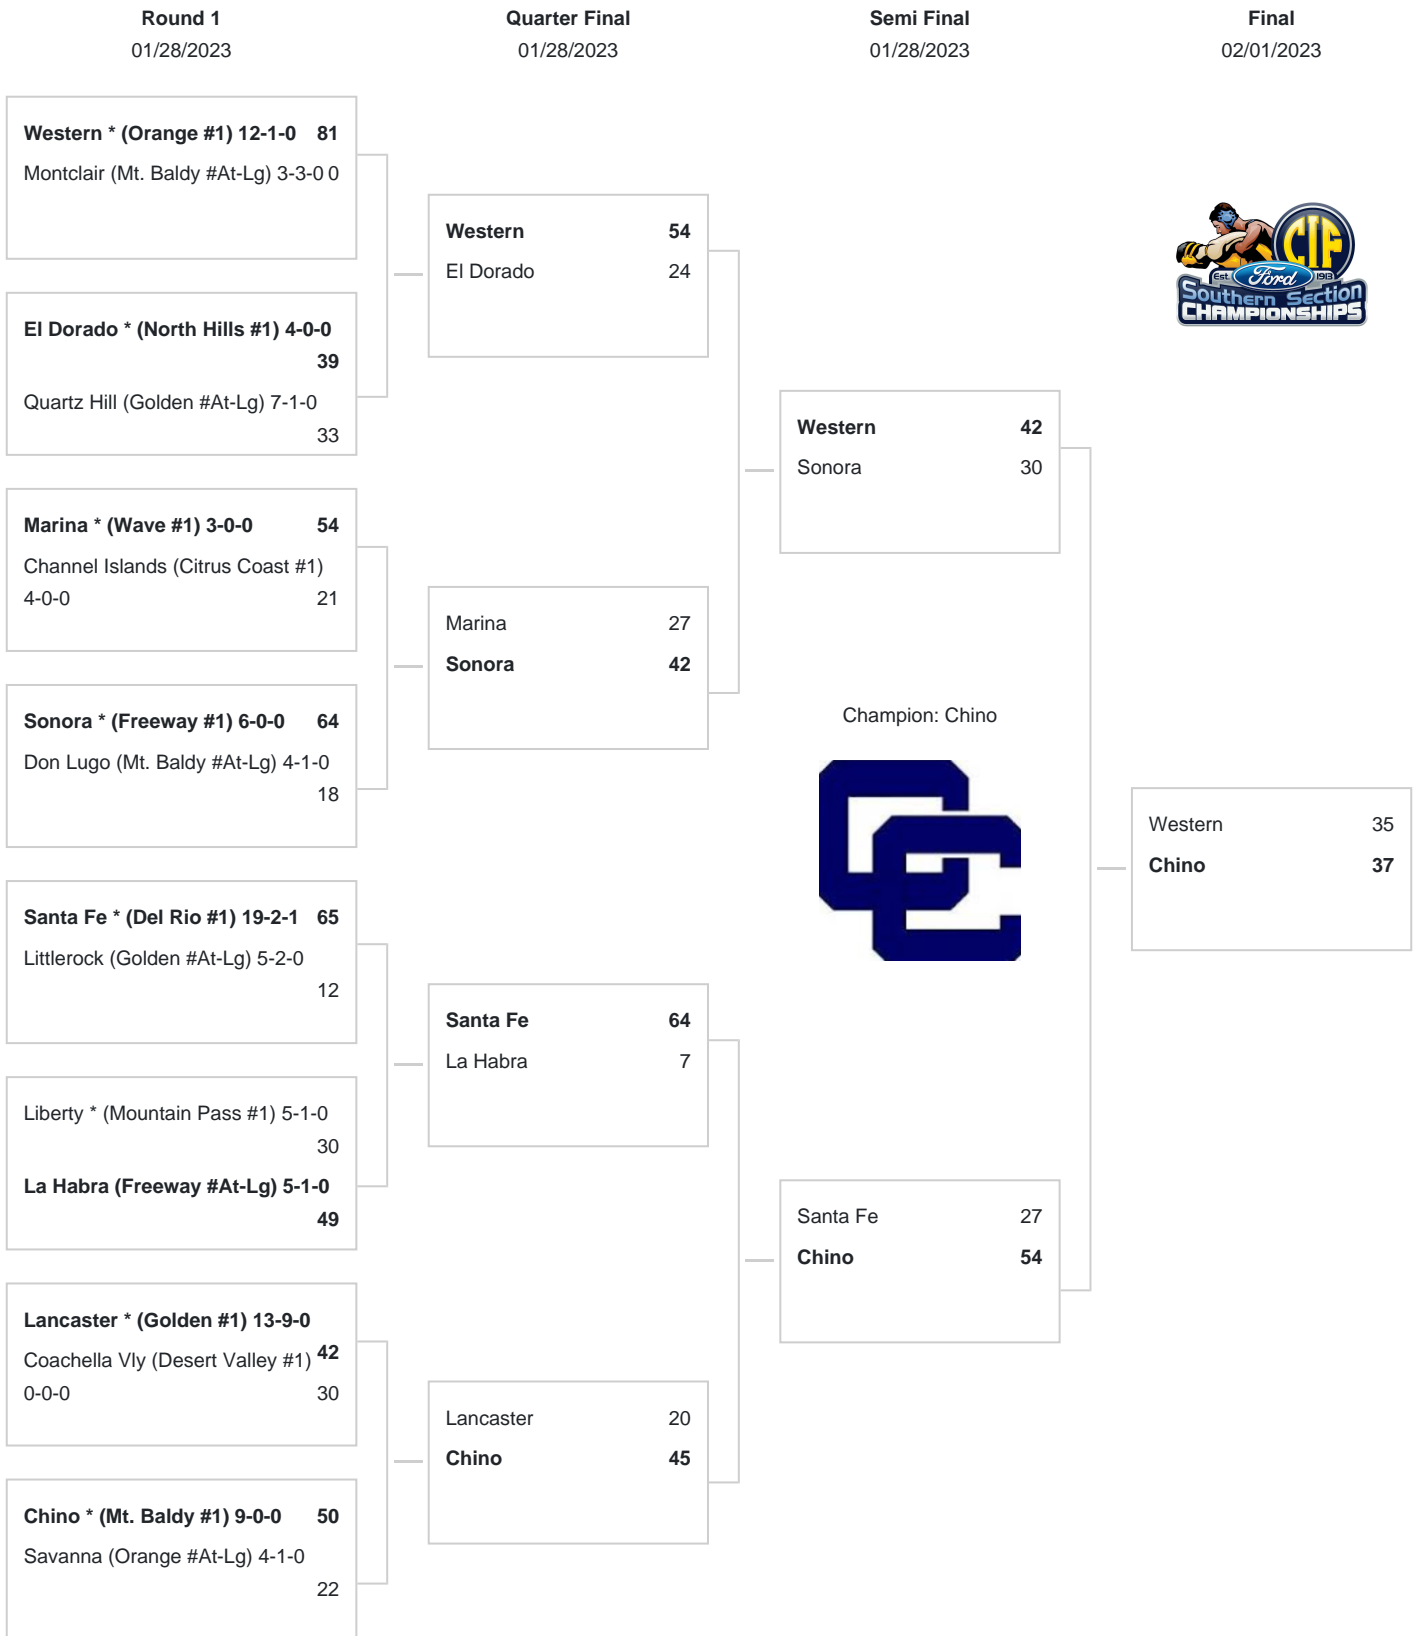 Round 1
01/28/2023
Quarter Final
01/28/2023
Semi Final
01/28/2023
Final
02/01/2023
Western * (Orange #1) 12-1-0 81
Montclair (Mt. Baldy #At-Lg) 3-3-0 0
El Dorado * (North Hills #1) 4-0-0
39
Quartz Hill (Golden #At-Lg) 7-1-0
33
Marina * (Wave #1) 3-0-0 54
Channel Islands (Citrus Coast #1)
4-0-0 21
Sonora * (Freeway #1) 6-0-0 64
Don Lugo (Mt. Baldy #At-Lg) 4-1-0
18
Santa Fe * (Del Rio #1) 19-2-1 65
Littlerock (Golden #At-Lg) 5-2-0
12
Liberty * (Mountain Pass #1) 5-1-0
30
La Habra (Freeway #At-Lg) 5-1-0
49
Lancaster * (Golden #1) 13-9-0
42
Coachella Vly (Desert Valley #1)
0-0-0 30
Chino * (Mt. Baldy #1) 9-0-0 50
Savanna (Orange #At-Lg) 4-1-0
22
Western 54
El Dorado 24
Marina 27
Sonora 42
Santa Fe 64
La Habra 7
Lancaster 20
Chino 45
Western 42
Sonora 30
Champion: Chino
CC
Santa Fe 27
Chino 54
CIF
Est. Ford 1913
Southern Section
CHAMPIONSHIPS
Western 35
Chino 37